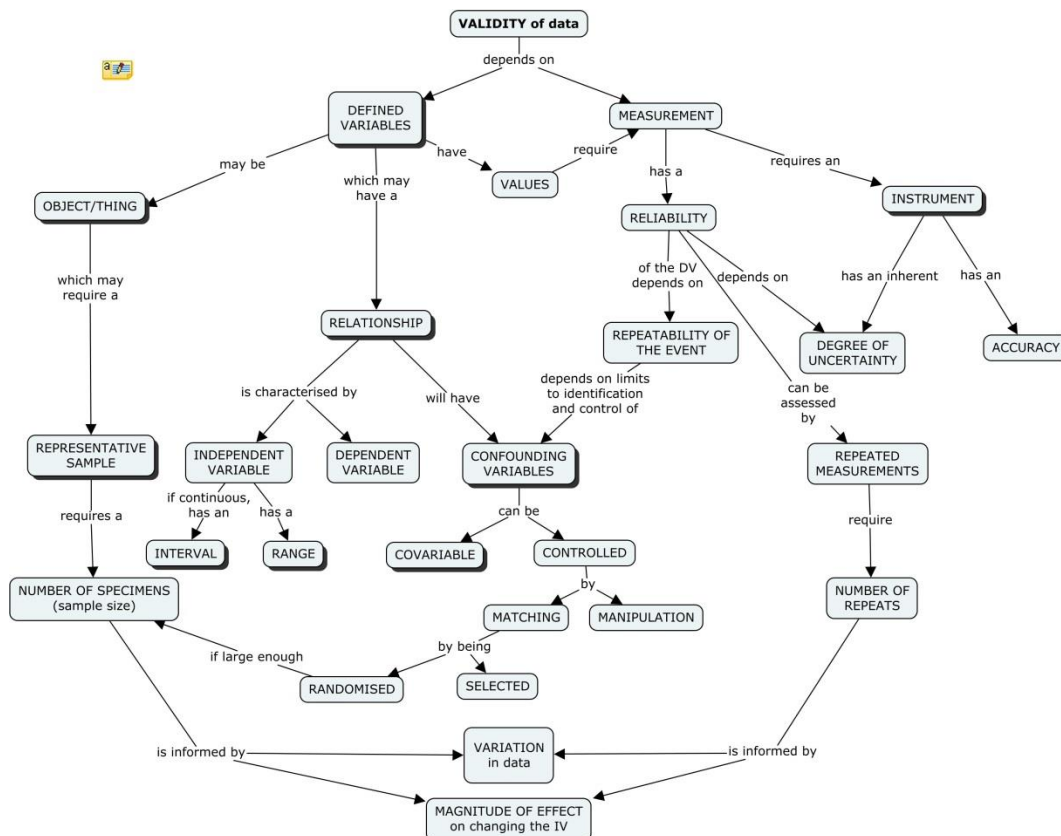 VALIDITY of data
a
depends on
DEFINED
VARIABLES
MEASUREMENT
may be
have
require
which may
have a
VALUES
has a
requires an
OBJECT/THING
RELIABILITY
INSTRUMENT
which may
require a
of the DV
depends on
depends on
has an inherent
has an
RELATIONSHIP
REPEATABILITY OF
THE EVENT
DEGREE OF
UNCERTAINTY
ACCURACY
is characterised by
will have
depends on limits
to identification
and control of
can be
assessed
by
REPRESENTATIVE
SAMPLE
INDEPENDENT
VARIABLE
DEPENDENT
VARIABLE
CONFOUNDING
VARIABLES
REPEATED
MEASUREMENTS
requires a
if continuous,
has an
has a
can be
require
INTERVAL
RANGE
COVARIABLE
CONTROLLED
NUMBER OF SPECIMENS
(sample size)
by
NUMBER OF
REPEATS
MATCHING
MANIPULATION
if large enough
by being
RANDOMISED
SELECTED
is informed by
VARIATION
in data
is informed by
MAGNITUDE OF EFFECT
on changing the IV